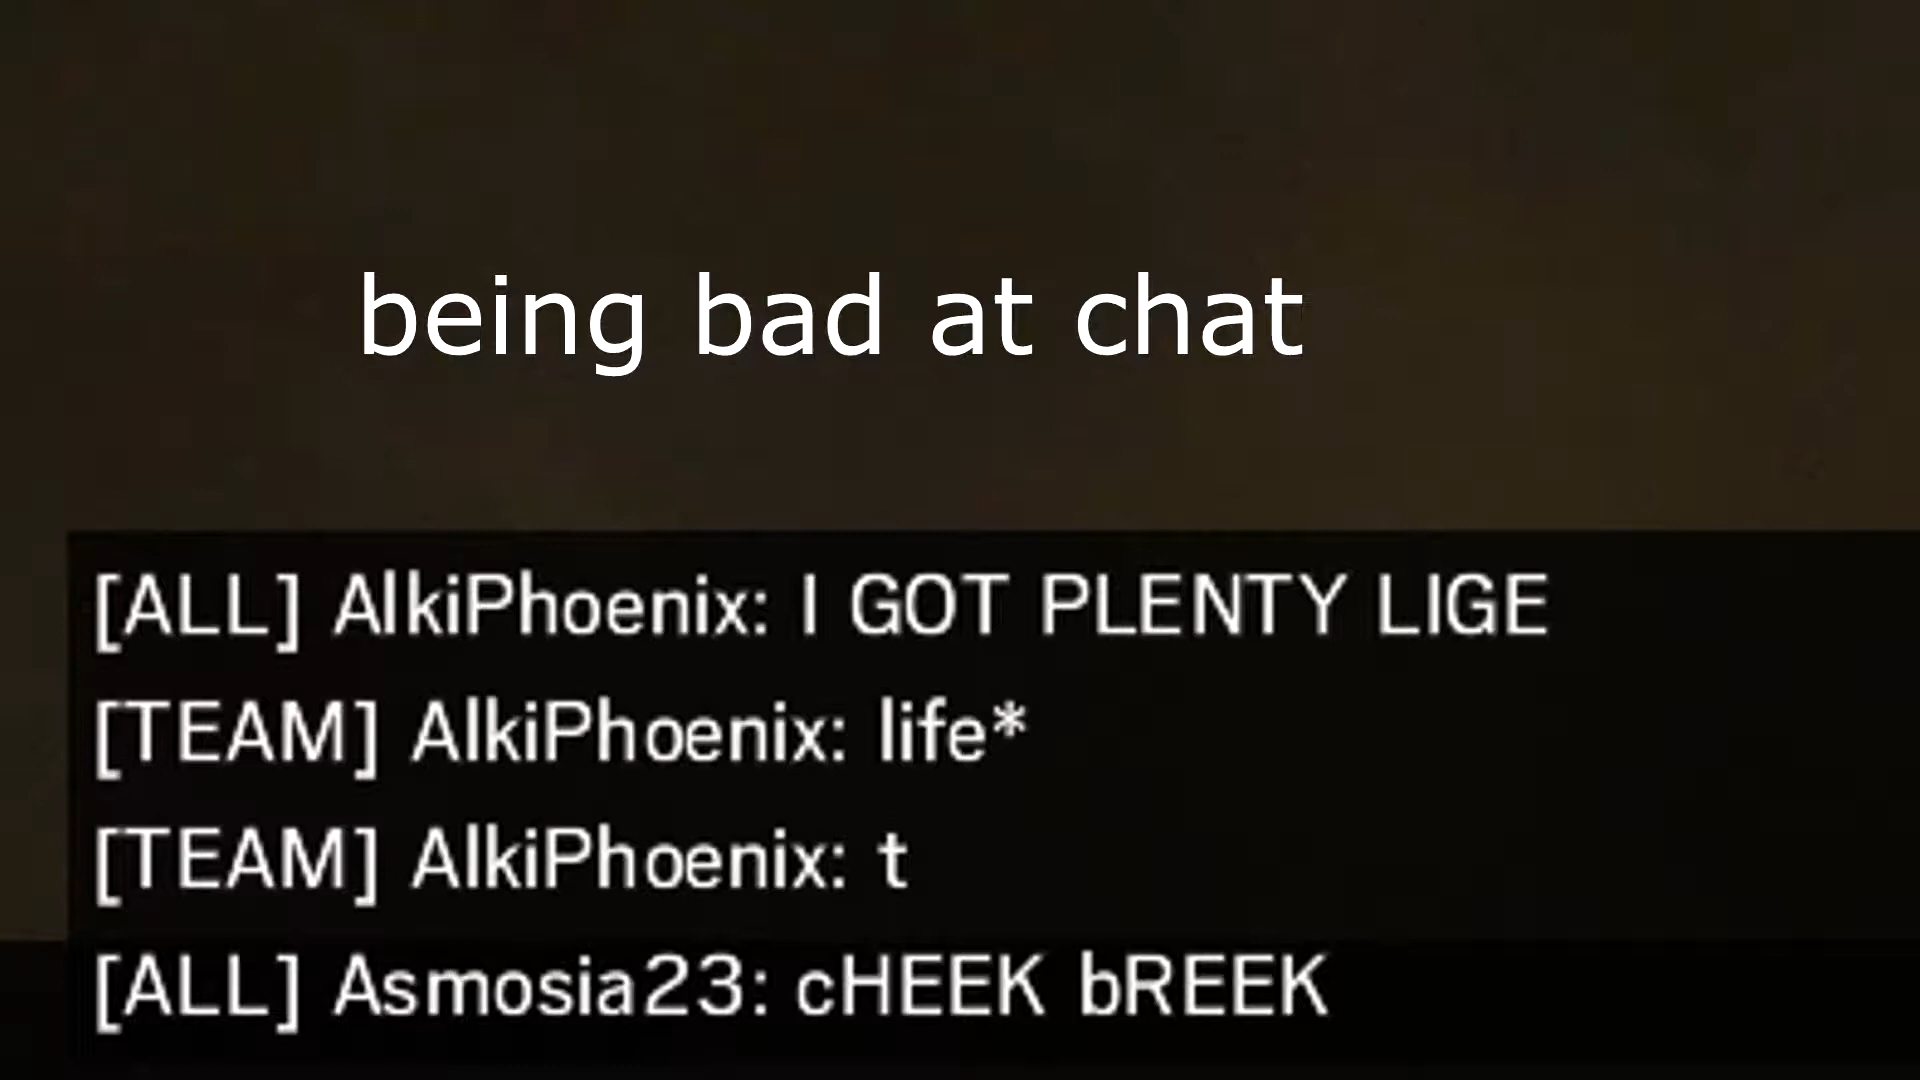 being bad at chat
[ALL] AlkiPhoenix: I GOT PLENTY LIGE
[TEAM] AlkiPhoenix: life*
[TEAM] AlkiPhoenix: t
[ALL] Asmosia23: cHEEK bREEK